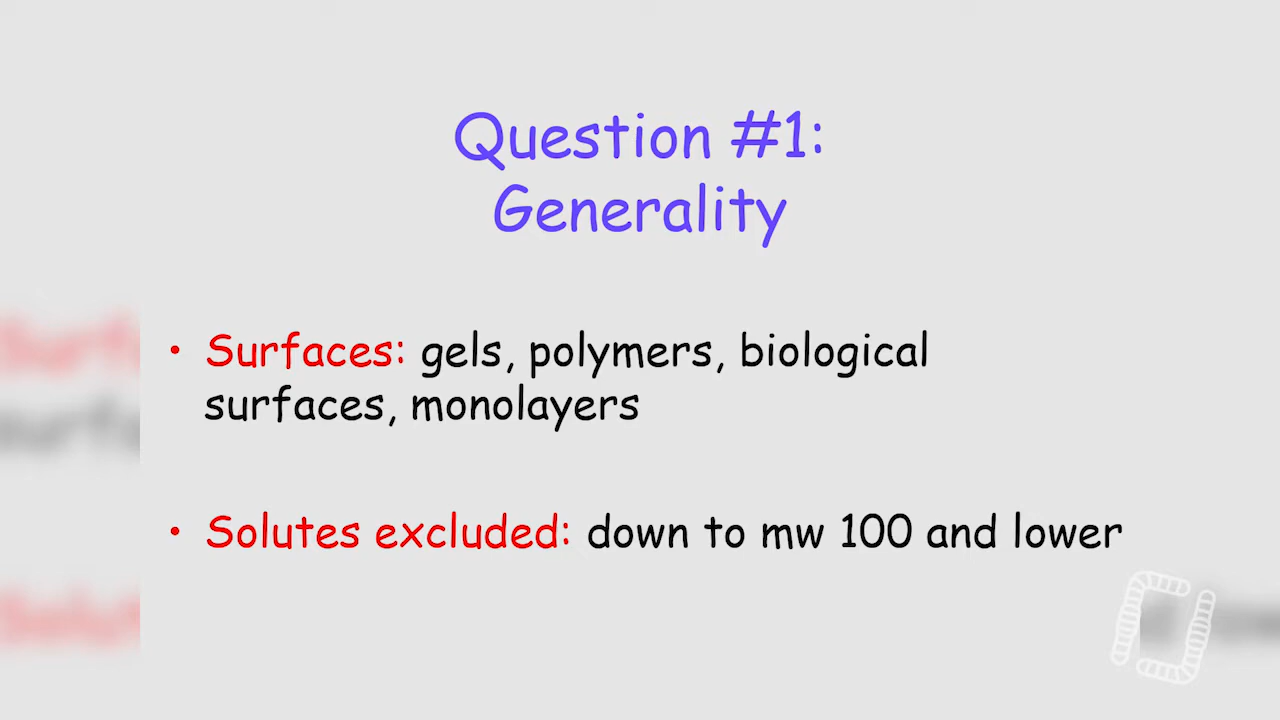 Question #1:
Generality
• Surfaces: gels, polymers, biological
surfaces, monolayers
• Solutes excluded: down to mw 100 and lower